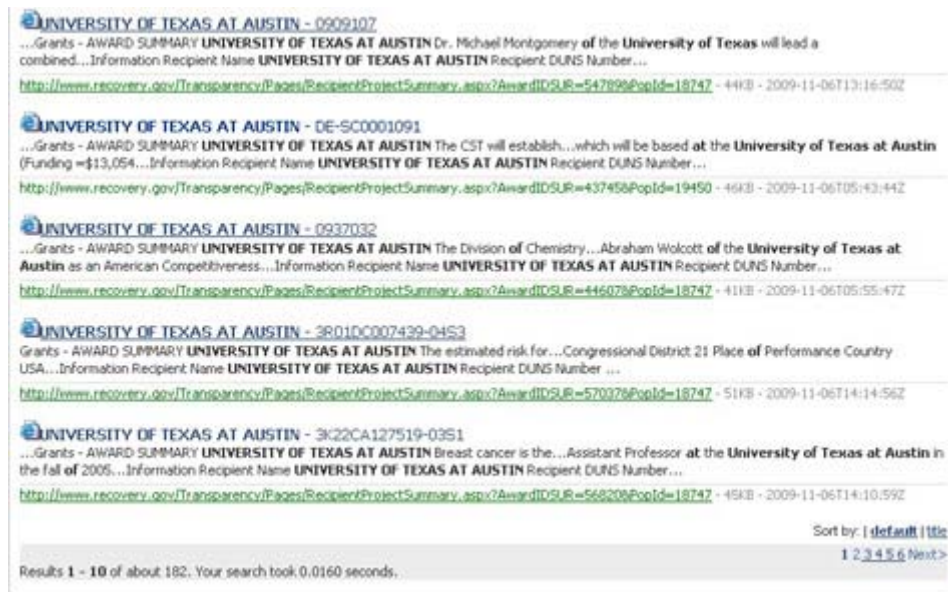 UNIVERSITY OF TEXAS AT AUSTIN - 0909107
...Grants - AWARD SUMMARY UNIVERSITY OF TEXAS AT AUSTIN Dr. Michael Montgomery of the University of Texas will lead a
combined...Information Recipient Name UNIVERSITY OF TEXAS AT AUSTIN Recipient DUNS Number...
http://www.recovery.gov/Transparency/Pages/RecipientProjectSummary.aspx?AwardIDSUR=54789&PopId=18747 - 44KB - 2009-11-06T13:16:50Z
UNIVERSITY OF TEXAS AT AUSTIN - DE-SC0001091
...Grants - AWARD SUMMARY UNIVERSITY OF TEXAS AT AUSTIN The CST will establish...which will be based at the University of Texas at Austin
(Funding =$13,054...Information Recipient Name UNIVERSITY OF TEXAS AT AUSTIN Recipient DUNS Number...
http://www.recovery.gov/Transparency/Pages/RecipientProjectSummary.aspx?AwardIDSUR=43745&PopId=19450 - 46KB - 2009-11-06T05:43:44Z
UNIVERSITY OF TEXAS AT AUSTIN - 0937032
...Grants - AWARD SUMMARY UNIVERSITY OF TEXAS AT AUSTIN The Division of Chemistry...Abraham Wolcott of the University of Texas at
Austin as an American Competitiveness...Information Recipient Name UNIVERSITY OF TEXAS AT AUSTIN Recipient DUNS Number...
http://www.recovery.gov/Transparency/Pages/RecipientProjectSummary.aspx?AwardIDSUR=44607&PopId=18747 - 41KB - 2009-11-06T05:55:47Z
UNIVERSITY OF TEXAS AT AUSTIN - 3R01DC007439-04S3
Grants - AWARD SUMMARY UNIVERSITY OF TEXAS AT AUSTIN The estimated risk for...Congressional District 21 Place of Performance Country
USA...Information Recipient Name UNIVERSITY OF TEXAS AT AUSTIN Recipient DUNS Number ...
http://www.recovery.gov/Transparency/Pages/RecipientProjectSummary.aspx?AwardIDSUR=57037&PopId=18747 - 51KB - 2009-11-06T14:14:56Z
UNIVERSITY OF TEXAS AT AUSTIN - 3K22CA127519-03S1
...Grants - AWARD SUMMARY UNIVERSITY OF TEXAS AT AUSTIN Breast cancer is the...Assistant Professor at the University of Texas at Austin in
the fall of 2005...Information Recipient Name UNIVERSITY OF TEXAS AT AUSTIN Recipient DUNS Number...
http://www.recovery.gov/Transparency/Pages/RecipientProjectSummary.aspx?AwardIDSUR=56820&PopId=18747 - 45KB - 2009-11-06T14:10:59Z
Sort by: | default | title
1 2 3 4 5 6 Next>
Results 1 - 10 of about 182. Your search took 0.0160 seconds.